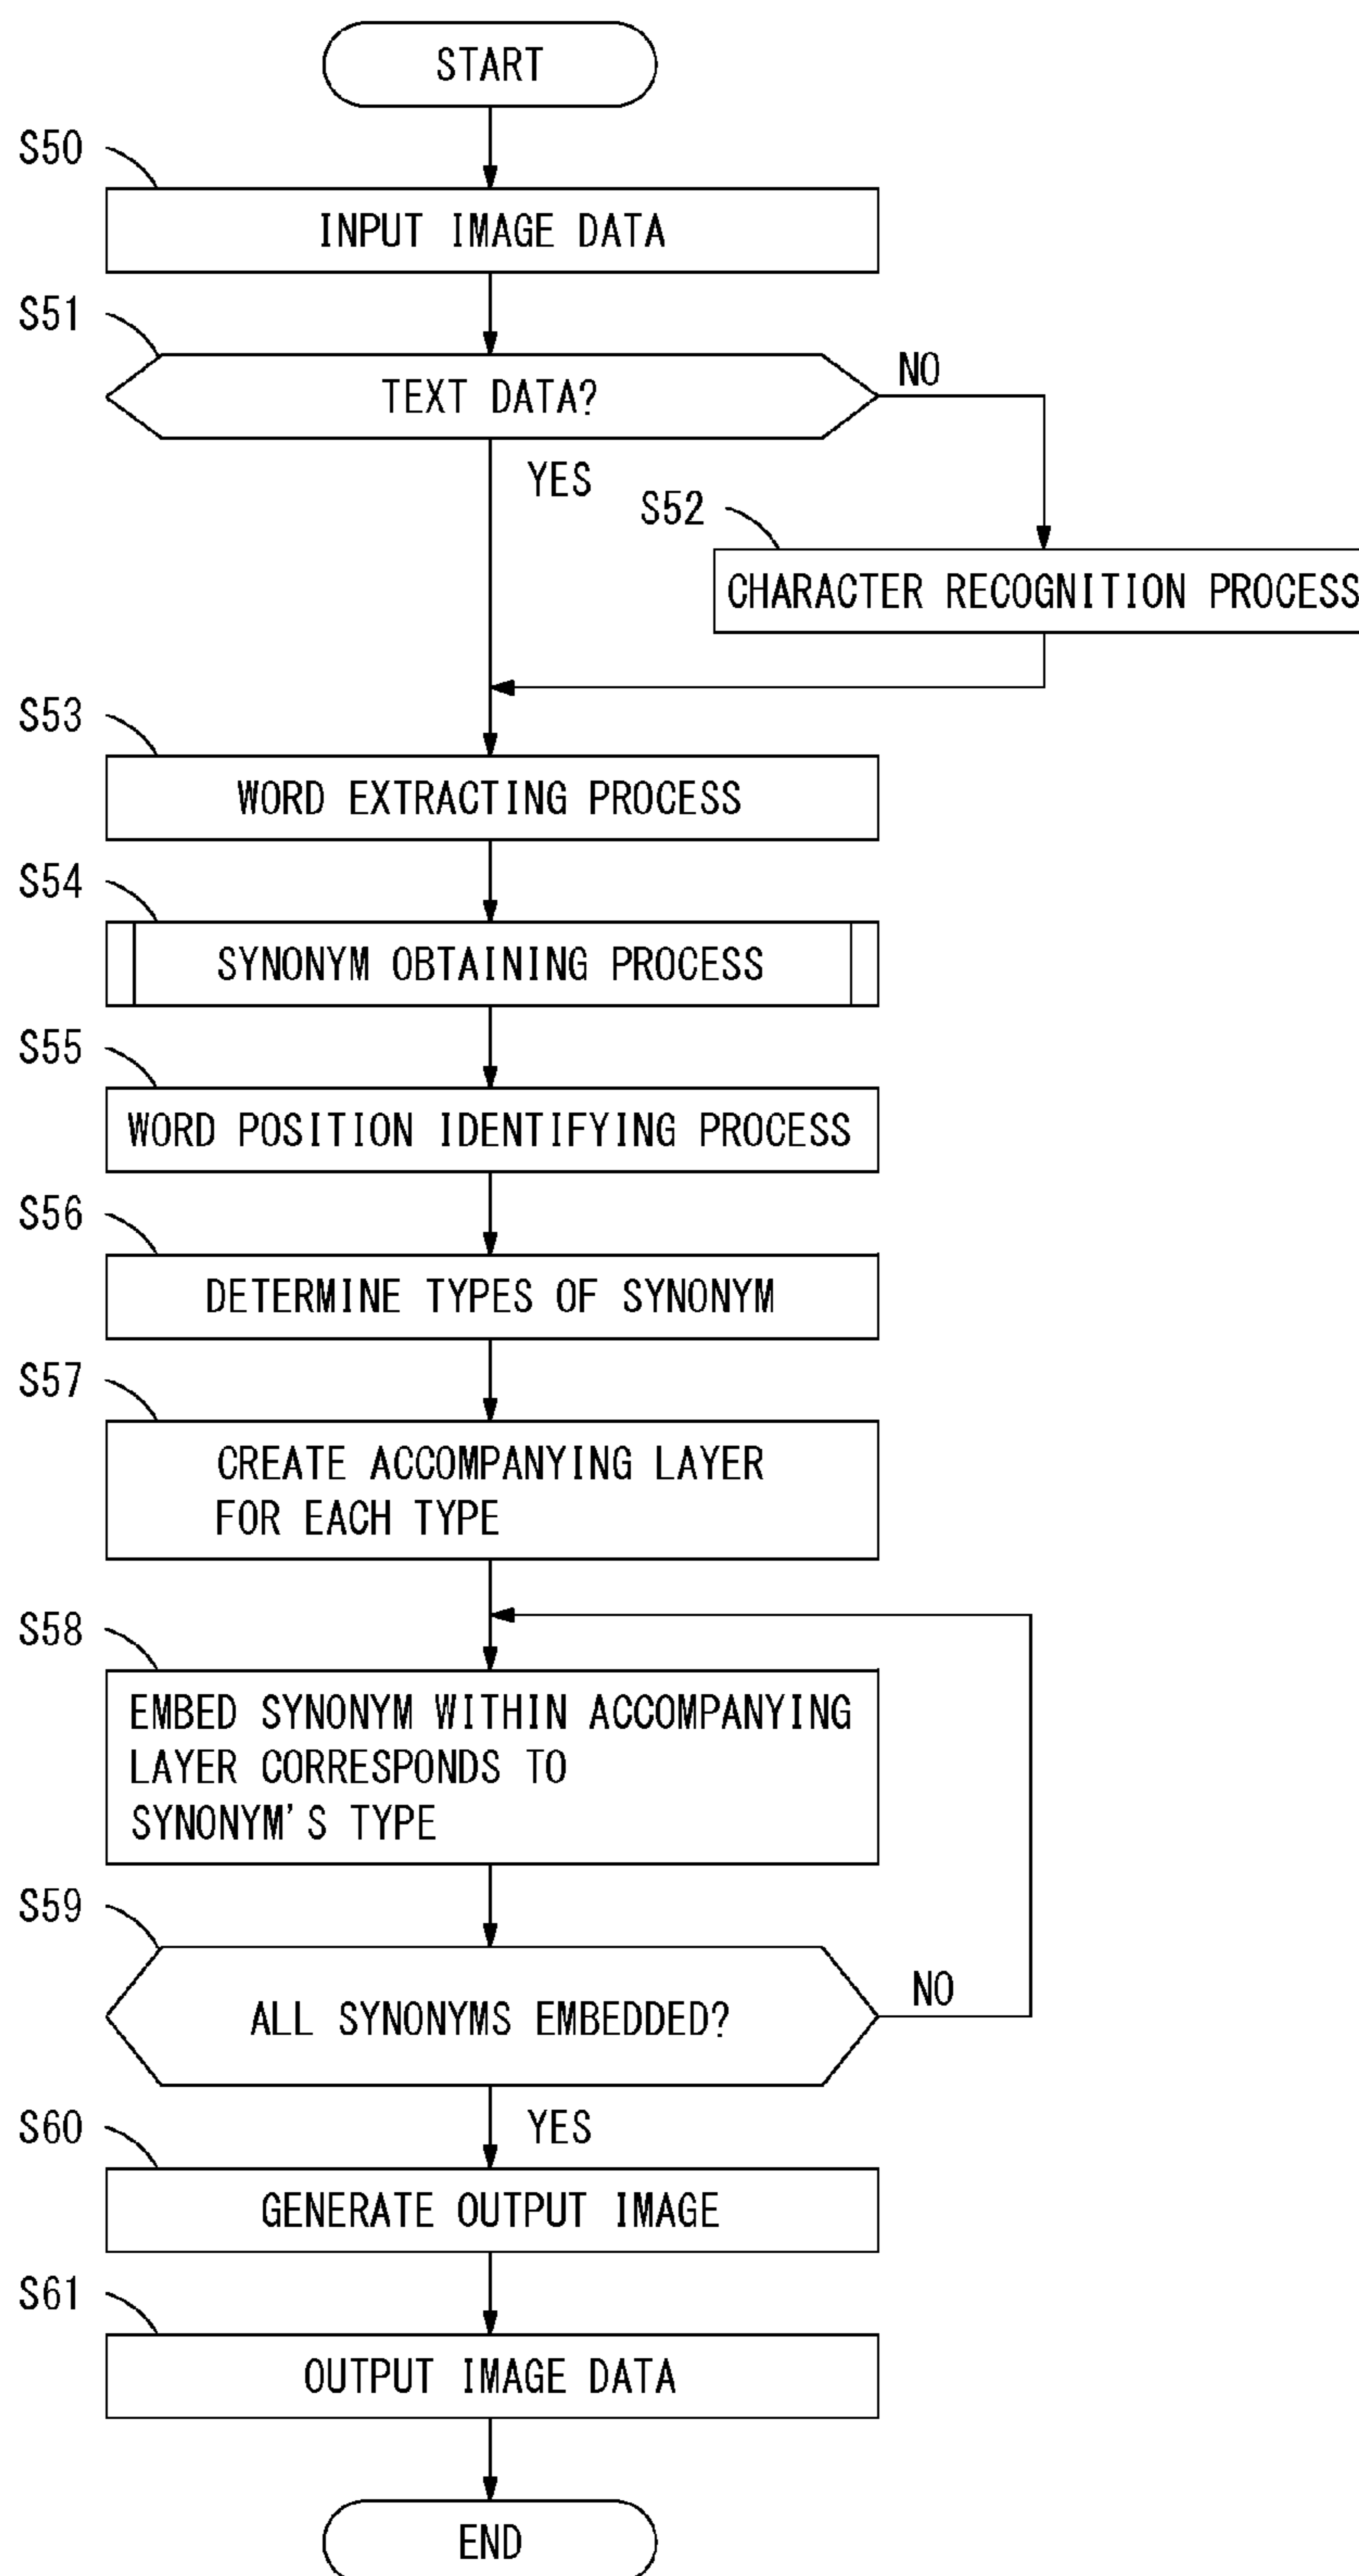 START
S50
INPUT IMAGE DATA
S51
TEXT DATA?
NO
YES
S52
CHARACTER RECOGNITION PROCESS
S53
WORD EXTRACTING PROCESS
S54
SYNONYM OBTAINING PROCESS
S55
WORD POSITION IDENTIFYING PROCESS
S56
DETERMINE TYPES OF SYNONYM
S57
CREATE ACCOMPANYING LAYER
FOR EACH TYPE
S58
EMBED SYNONYM WITHIN ACCOMPANYING
LAYER CORRESPONDS TO
SYNONYM'S TYPE
S59
ALL SYNONYMS EMBEDDED?
NO
YES
S60
GENERATE OUTPUT IMAGE
S61
OUTPUT IMAGE DATA
END